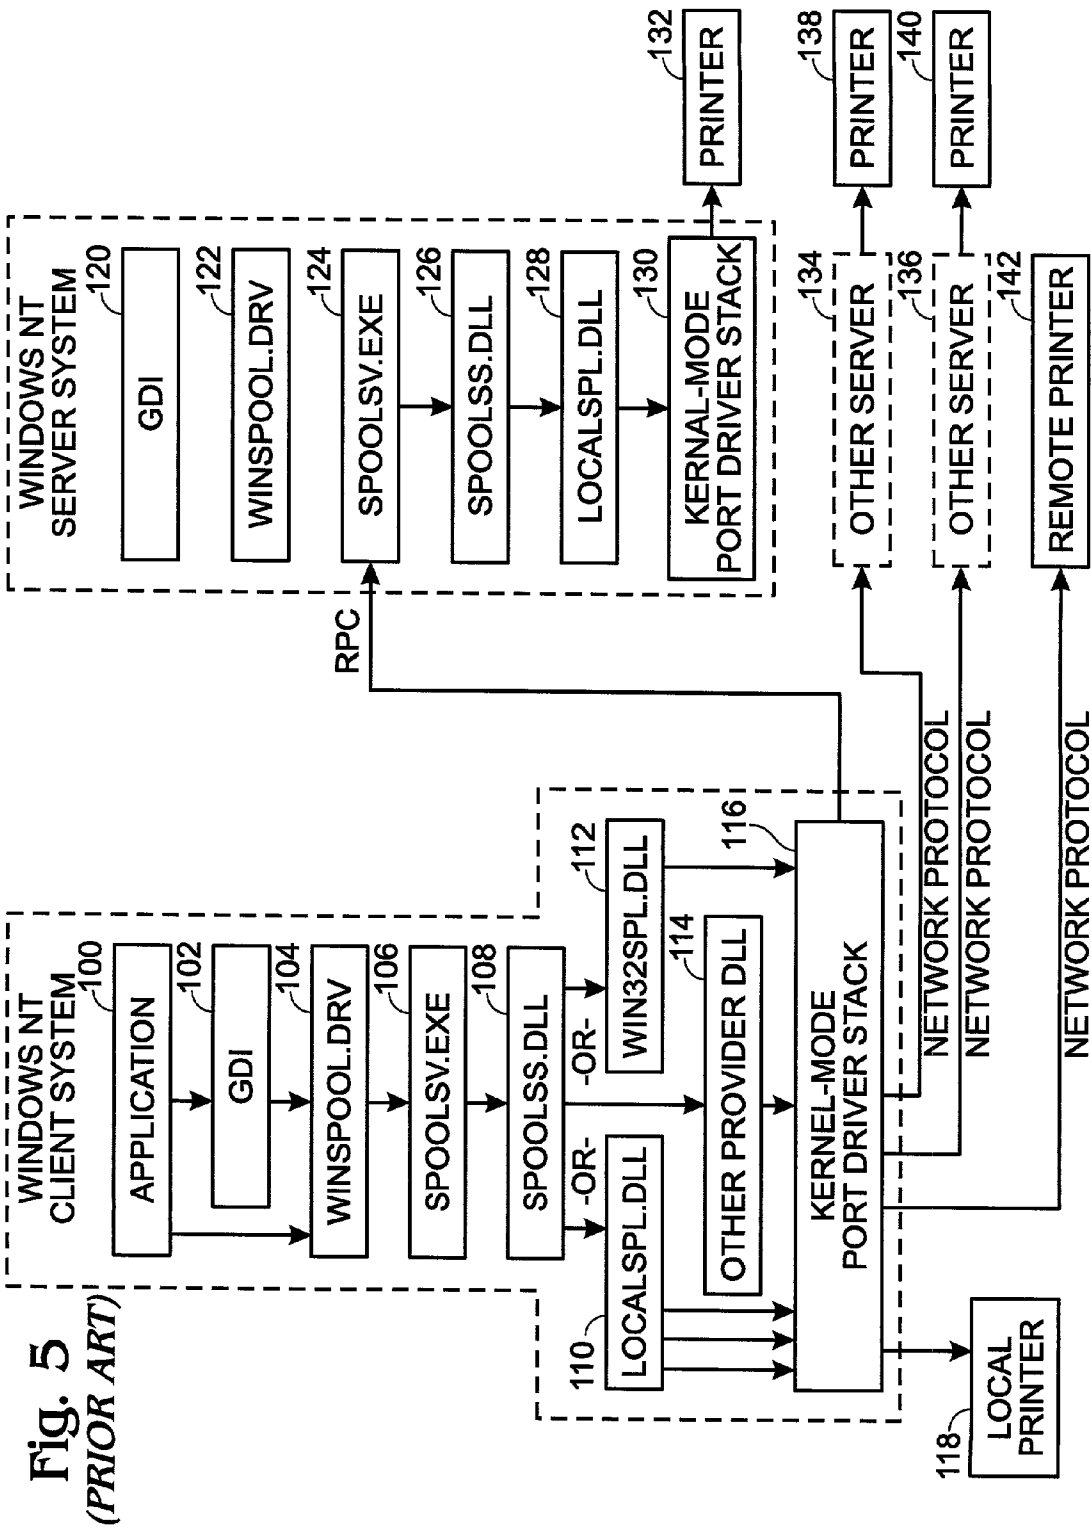 Fig. 5
(PRIOR ART)
WINDOWS NT
CLIENT SYSTEM
100
APPLICATION
102
GDI
104
WINSPOOL.DRV
106
SPOOLSV.EXE
108
SPOOLSS.DLL
-OR-
-OR-
110
LOCALSPL.DLL
112
WIN32SPL.DLL
114
OTHER PROVIDER DLL
116
KERNEL-MODE
PORT DRIVER STACK
118
LOCAL
PRINTER
RPC
NETWORK PROTOCOL
NETWORK PROTOCOL
NETWORK PROTOCOL
WINDOWS NT
SERVER SYSTEM
120
GDI
122
WINSPOOL.DRV
124
SPOOLSV.EXE
126
SPOOLSS.DLL
128
LOCALSPL.DLL
130
KERNAL-MODE
PORT DRIVER STACK
132
PRINTER
134
OTHER SERVER
138
PRINTER
136
OTHER SERVER
140
PRINTER
142
REMOTE PRINTER